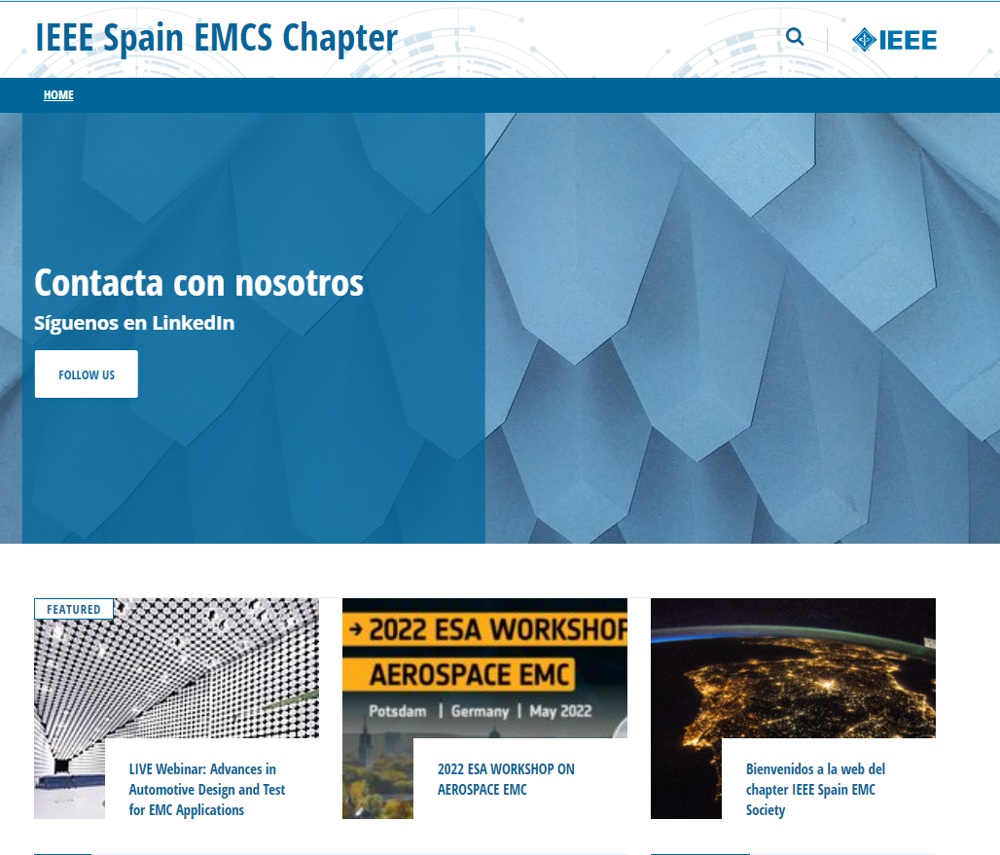 IEEE Spain EMCS Chapter
IEEE
HOME
Contacta con nosotros
Síguenos en LinkedIn
FOLLOW US
FEATURED
LIVE Webinar: Advances in
Automotive Design and Test
for EMC Applications
→ 2022 ESA WORKSHOP
AEROSPACE EMC
Potsdam | Germany | May 2022
2022 ESA WORKSHOP ON
AEROSPACE EMC
Bienvenidos a la web del
chapter IEEE Spain EMC
Society